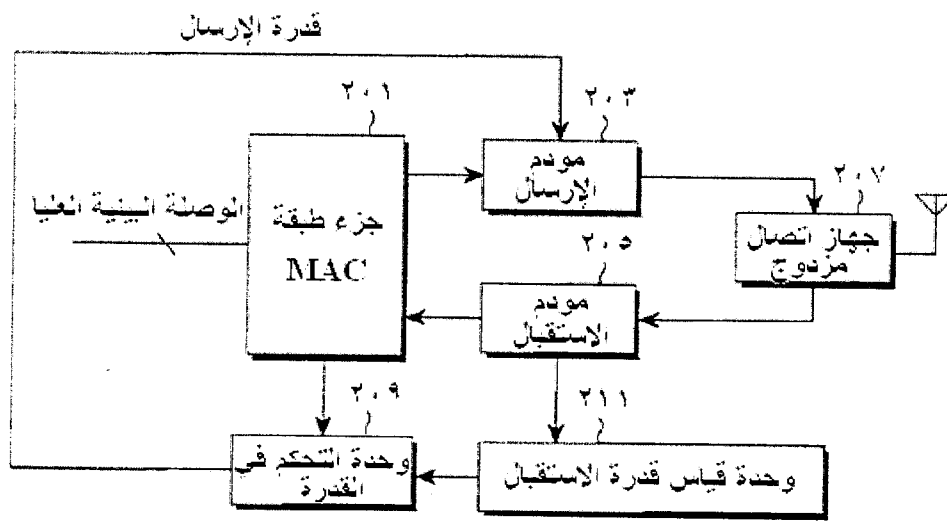 قدرة الإرسال
٢٠١
٢٠٣
مودم
الإرسال
٢٠٧
الوصلة البينية العليا
جزء طبقة
MAC
جهاز اتصال
مزدوج
٢٠٥
مودم
الاستقبال
٢٠٩
٢١١
وحدة التحكم في
القدرة
وحدة قياس قدرة الاستقبال